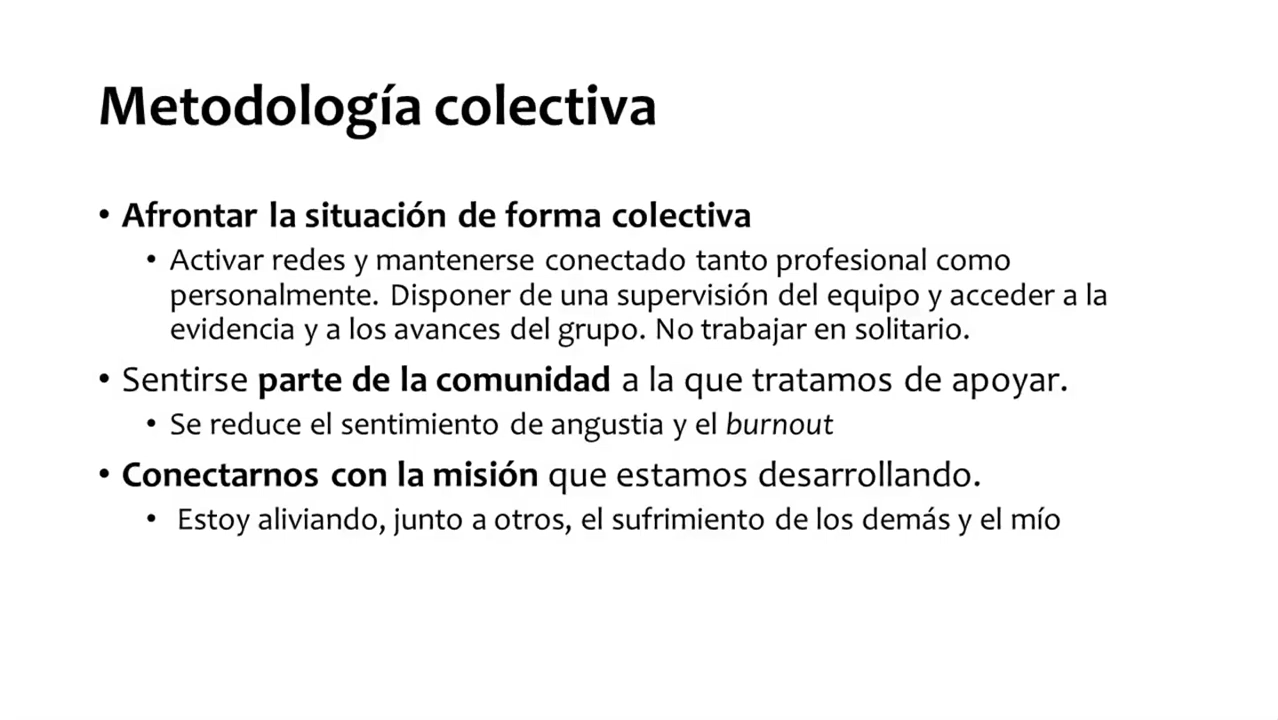 Metodología colectiva
• Afrontar la situación de forma colectiva
• Activar redes y mantenerse conectado tanto profesional como
personalmente. Disponer de una supervisión del equipo y acceder a la
evidencia y a los avances del grupo. No trabajar en solitario.
• Sentirse parte de la comunidad a la que tratamos de apoyar.
• Se reduce el sentimiento de angustia y el burnout
• Conectarnos con la misión que estamos desarrollando.
• Estoy aliviando, junto a otros, el sufrimiento de los demás y el mío